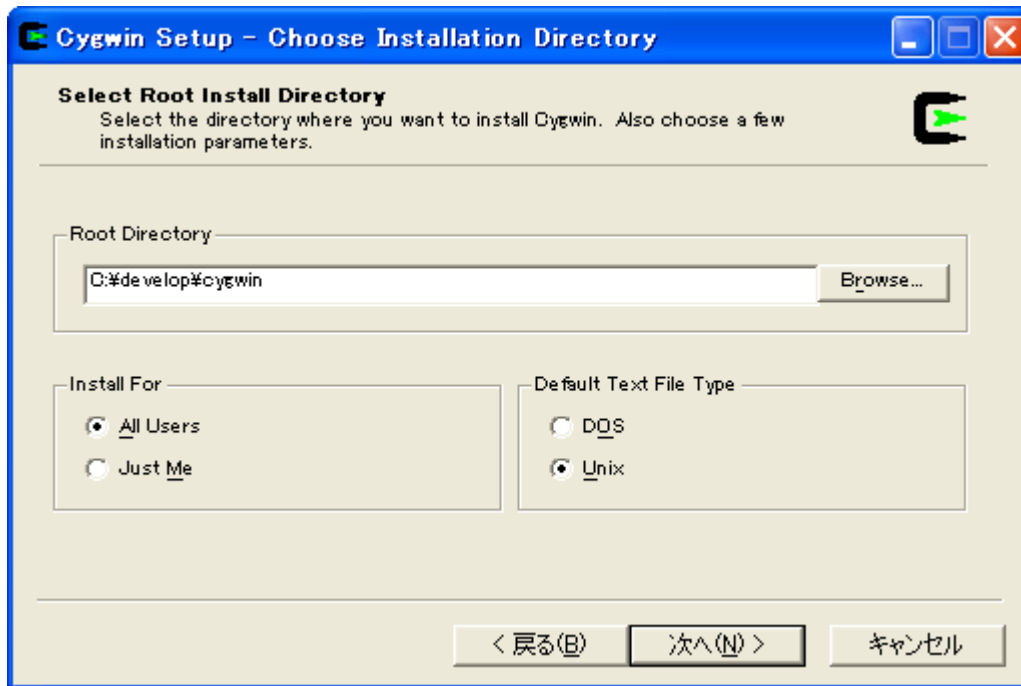 Cygwin Setup - Choose Installation Directory
Select Root Install Directory
Select the directory where you want to install Cygwin. Also choose a few
installation parameters.
Root Directory
C:¥develop¥cygwin
Browse...
Install For
All Users
Just Me
Default Text File Type
DOS
Unix
< 戻る(B)
次へ(N) >
キャンセル